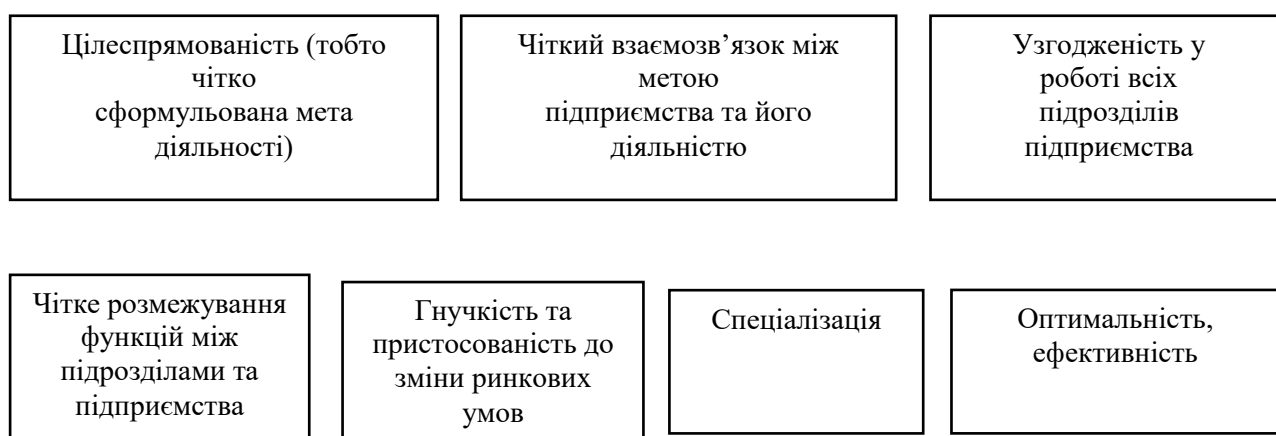 Цілеспрямованість (тобто
чітко
сформульована мета
діяльності)
Чіткий взаємозв’язок між
метою
підприємства та його
діяльністю
Узгодженість у
роботі всіх
підрозділів
підприємства
Чітке розмежування
функцій між
підрозділами та
підприємства
Гнучкість та
пристосованість до
зміни ринкових
умов
Спеціалізація
Оптимальність,
ефективність